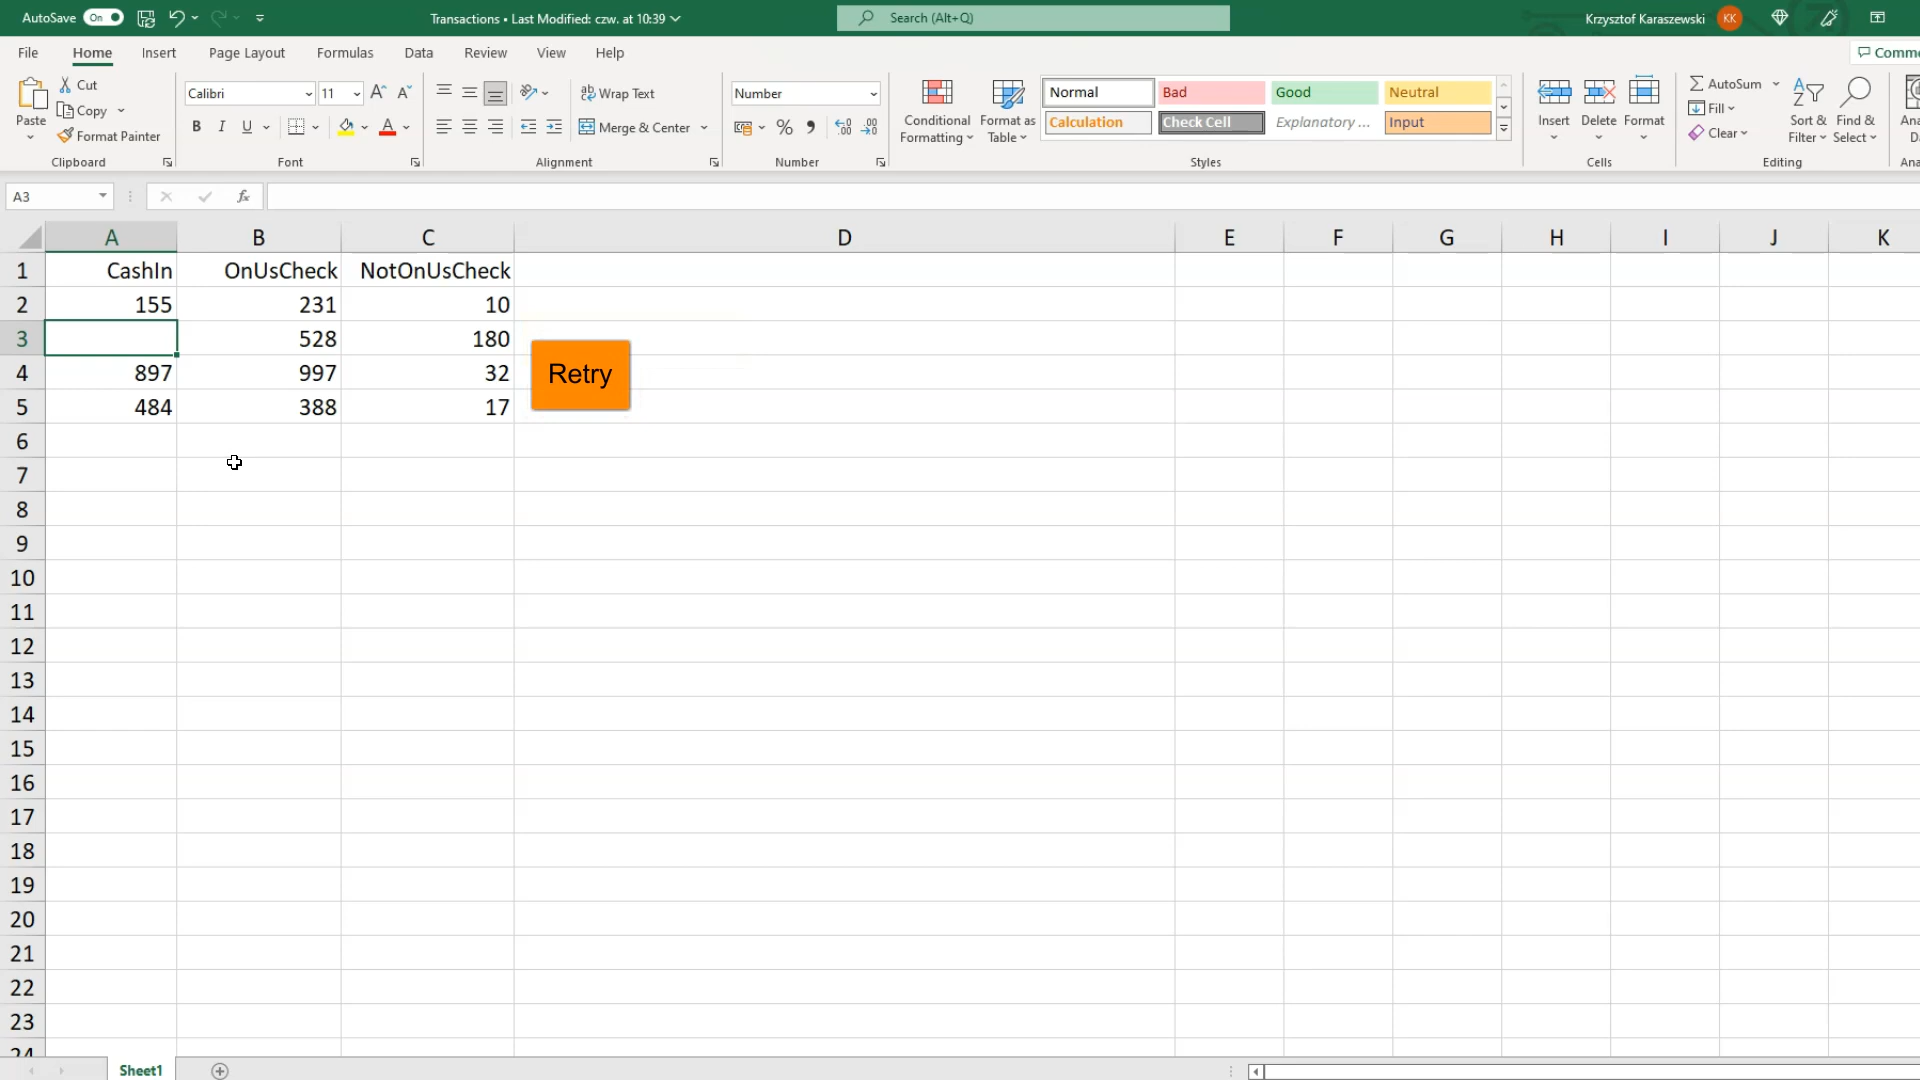 AutoSave On Transactions • Last Modified: czw. at 10:39 Search (Alt+Q) Krzysztof Karaszewski KK
File Home Insert Page Layout Formulas Data Review View Help
Paste
Cut
Copy
Format Painter
Clipboard
Calibri 11 A A
B I U A
Font
ab Wrap Text
Merge & Center
Alignment
Number
% 9
Number
Conditional Formatting
Format as Table
Normal Bad Good Neutral
Calculation Check Cell Explanatory ... Input
Styles
Insert Delete Format
Cells
AutoSum
Fill
Clear
Sort & Filter
Find & Select
Editing
A3 fx
A B C D E F G H I J K
1 CashIn OnUsCheck NotOnUsCheck
2 155 231 10
3 528 180
4 897 997 32
5 484 388 17
Retry
6
7
8
9
10
11
12
13
14
15
16
17
18
19
20
21
22
23
24
Sheet1